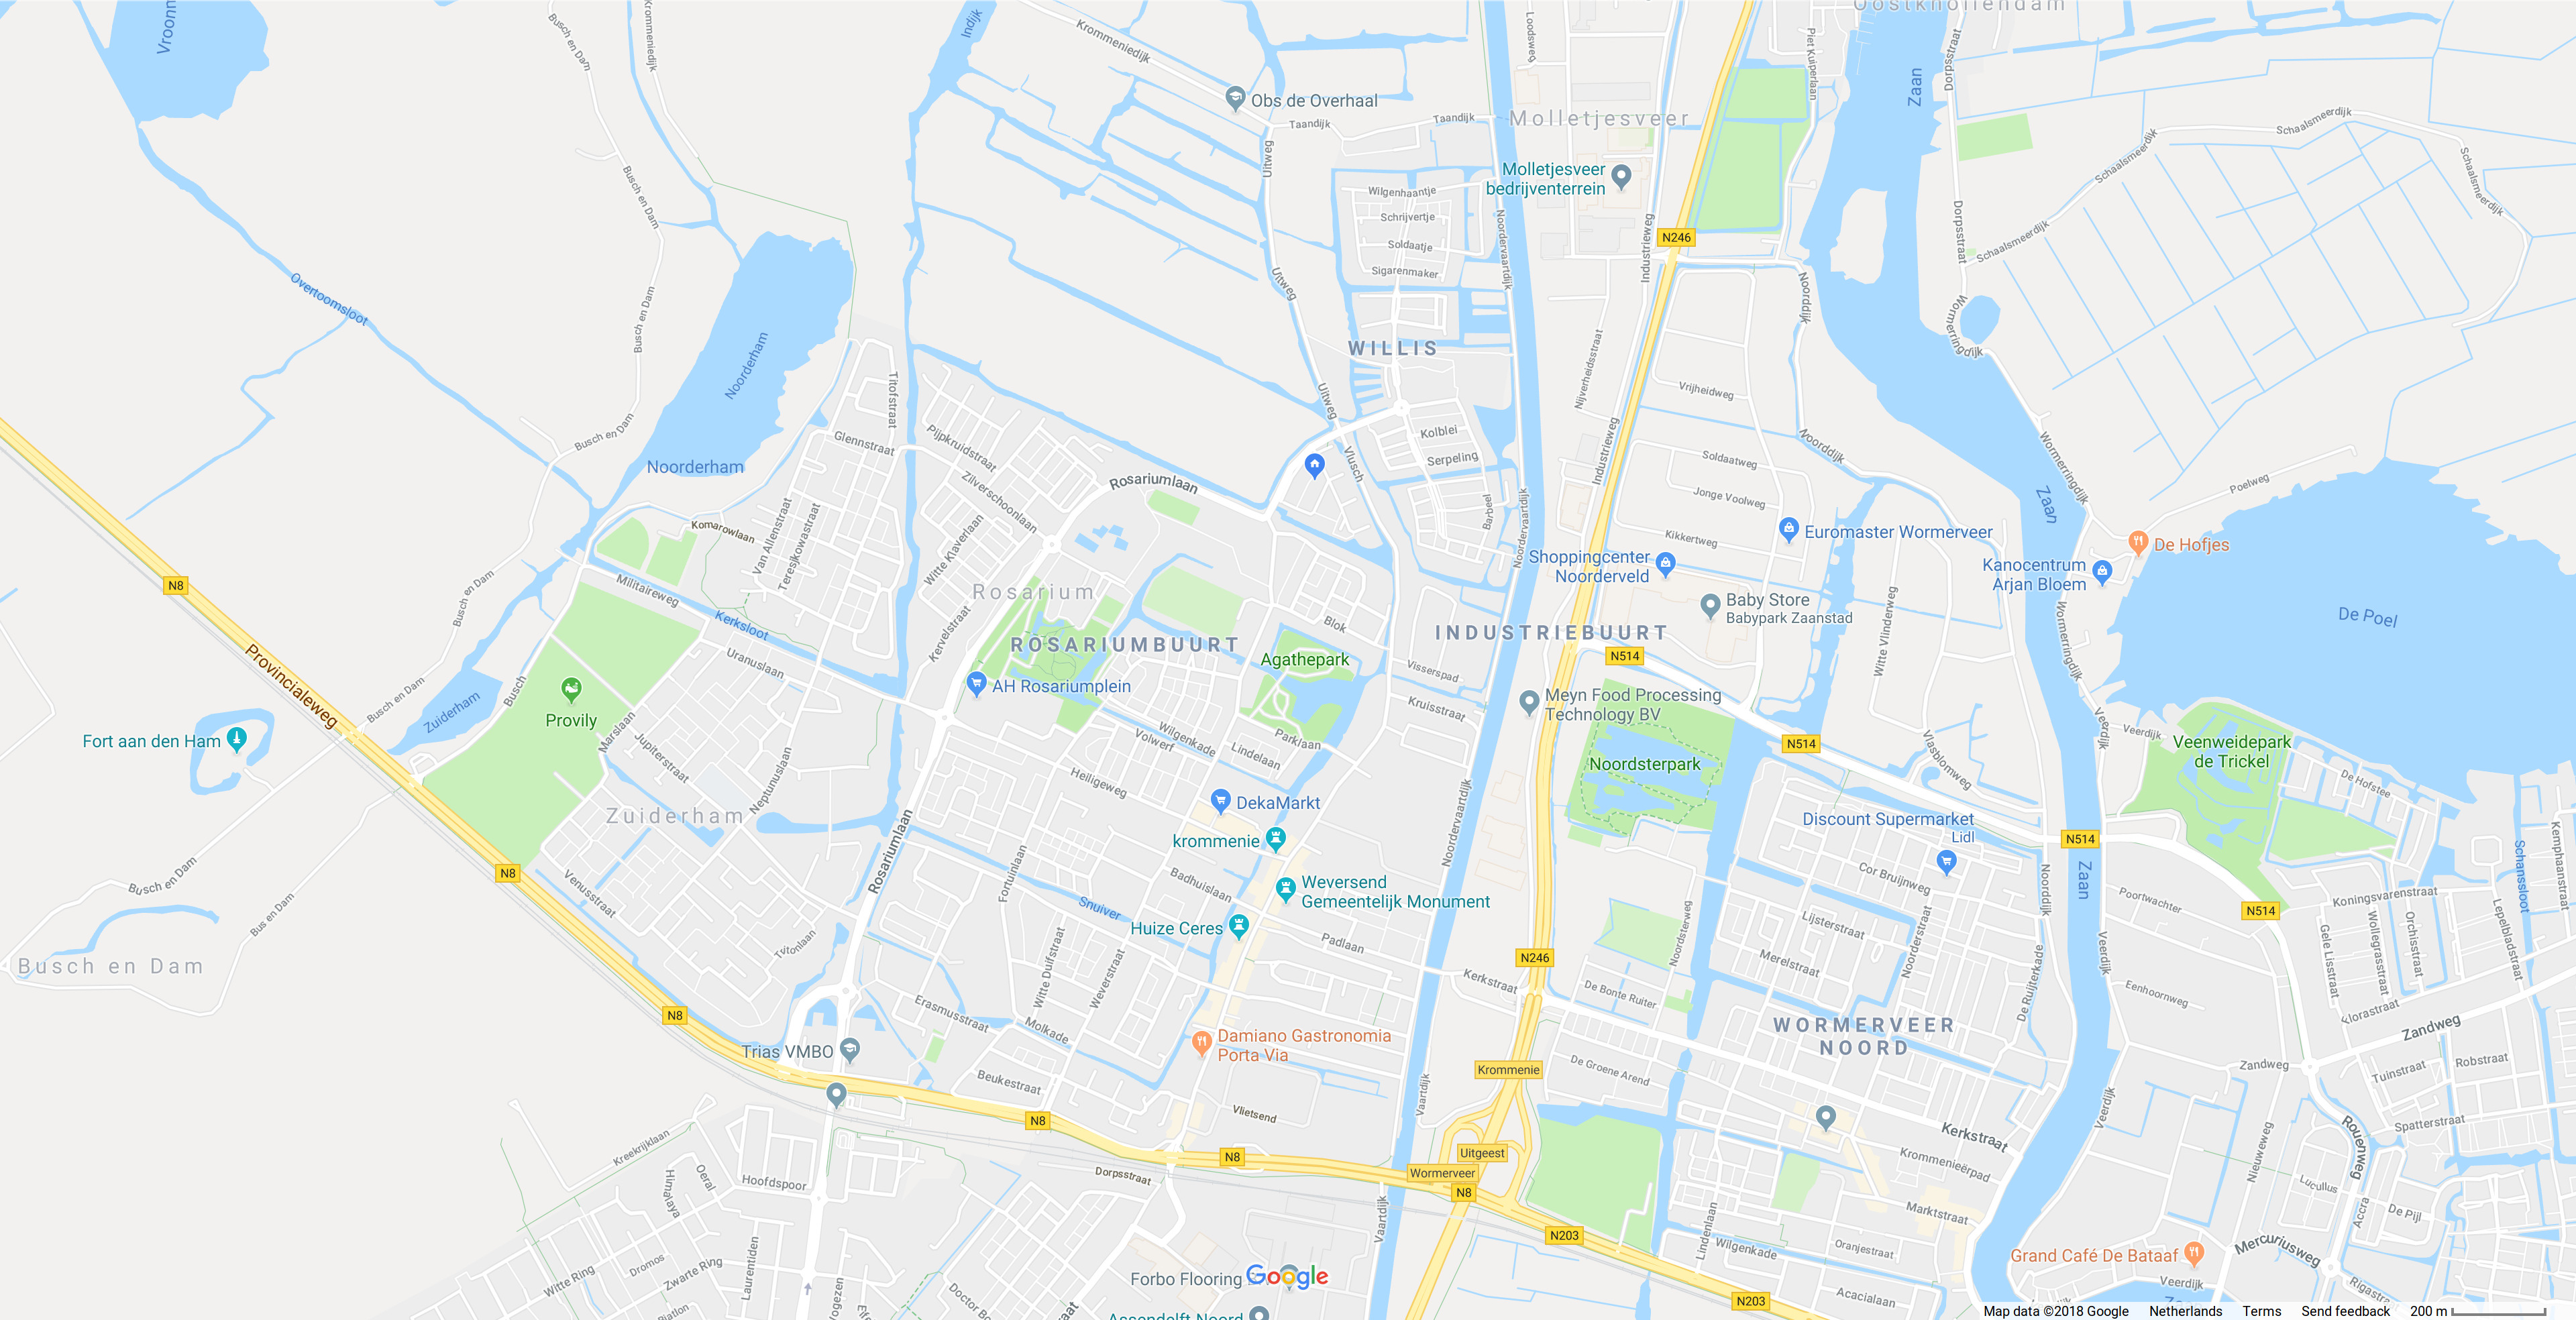 Vroonm
Busch en Dam
Krommeniedijk
Indijk
Krommeniedijk
Loodsweg
Piet Kuiperlaan
Oostknollendam
Zaan
Dorpsstraat
Obs de Overhaal
Taandijk
Taandijk
Molletjesveer
Schaalsmeerdijk
Schaalsmeerdijk
Schaalsmeerdijk
Schaalsmeerdijk
Uitweg
Molletjesveer
bedrijventerrein
Wilgenhaantje
Schrijvertje
Soldaatje
Sigarenmaker
Noordervaartdijk
Industrieweg
N246
Dorpsstraat
Busch en Dam
Overtoomsloot
Busch en Dam
Noorderham
Uitweg
Noorddijk
Wormerringdijk
WILLIS
Nijverheidsstraat
Vrijheidweg
Titofstraat
Uitweg
Glennstraat
Pijpkruidstraat
Busch en Dam
Noorderham
Zilverschoonlaan
Rosariumlaan
Kolblei
Serpeling
Vlusch
Barbeel
Industrieweg
Noorddijk
Soldaatweg
Jonge Voolweg
Kikkertweg
Wormerringdijk
Poelweg
Zaan
Komarowlaan
Van Allenstraat
Teresjkowastraat
Witte Klaverlaan
Noordervaartdijk
Euromaster Wormerveer
De Hofjes
Shoppingcenter
Noorderveld
Kanocentrum
Arjan Bloem
N8
Busch en Dam
Militaireweg
Kerksloot
Rosarium
Kervelstraat
Baby Store
Babypark Zaanstad
Witte Vlinderweg
Wormerringdijk
De Poel
Blok
ROSARIUMBUURT
INDUSTRIEBUURT
N514
Agathepark
Visserspad
Uranuslaan
AH Rosariumplein
Provincialeweg
Busch en Dam
Zuiderham
Busch
Provily
Marslaan
Kruisstraat
Meyn Food Processing
Technology BV
Fort aan den Ham
Jupiterstraat
Neptunuslaan
Volwerf
Wilgenkade
Lindelaan
Parklaan
N514
Noordsterpark
Vlasblomweg
Veerdijk
Veerdijk
Veenweidepark
de Trickel
De Hofstee
Zuiderham
Heiligeweg
DekaMarkt
krommenie
Noordervaartdijk
Discount Supermarket
Lidl
N514
Kemphaanstraat
Schanssloot
N8
Rosariumlaan
Fortuinlaan
Badhuislaan
Weversend
Gemeentelijk Monument
Cor Bruijnweg
Noorddijk
Zaan
Poortwachter
Koningsvarenstraat
N514
Busch en Dam
Bus en Dam
Venusstraat
Snuiver
Huize Ceres
Lijsterstraat
Gele Lisstraat
Wollegrasstraat
Orchisstraat
Lepelbladstraat
Busch en Dam
Titonlaan
Witte Duifstraat
Weverstraat
Padlaan
Kerkstraat
N246
Noordsterweg
Merelstraat
Noorderstraat
De Ruijterkade
Veerdijk
Eenhoornweg
De Bonte Ruiter
Klorastraat
Zandweg
N8
Erasmusstraat
Molkade
WORMERVEER
NOORD
Trias VMBO
Damiano Gastronomia
Porta Via
Krommenie
De Groene Arend
Zandweg
Tuinstraat
Robstraat
Beukestraat
Vaartdijk
Vlietsend
N8
Veerdijk
Kerkstraat
Rouenweg
Spatterstraat
Kreekrijklaan
N8
Uitgeest
Wormerveer
N8
Krommenieërpad
Nieuweweg
Lucullus
Himalaya
Oeral
Hoofdspoor
Dorpsstraat
Vaartdijk
N203
Lindenlaan
Wilgenkade
Marktstraat
Oranjestraat
Accra
De Pijl
Mercuriusweg
Witte Ring
Dromos
Zwarte Ring
Laurentiden
Grand Café De Bataaf
Veerdijk
Forbo Flooring
Google
Acacialaan
N203
Assendelft Noord
Map data ©2018 Google Netherlands Terms Send feedback 200 m